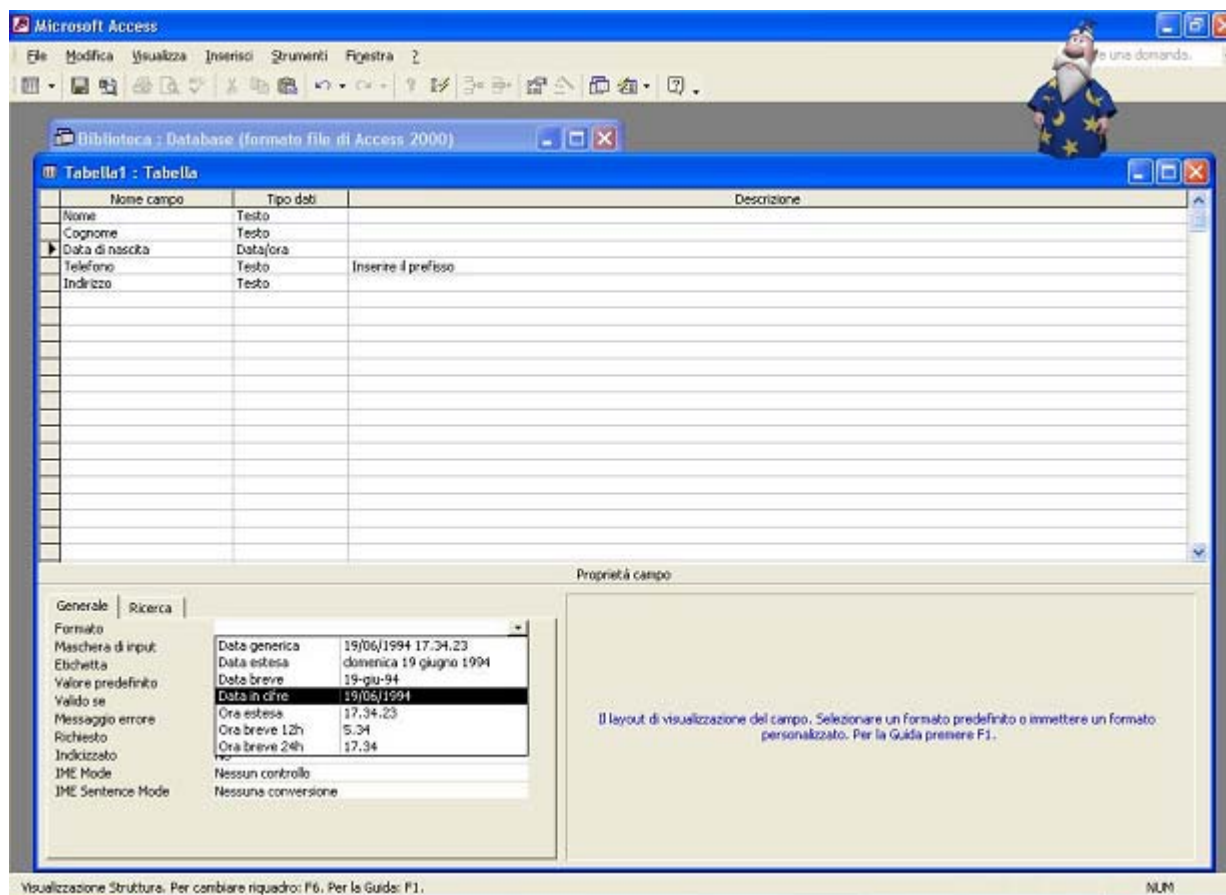 Microsoft Access
File Modifica Visualizza Inserisci Strumenti Finestra ?
una domanda.
Biblioteca : Database (formato file di Access 2000)
Tabella1 : Tabella
Nome campo Tipo dati Descrizione
Nome Testo
Cognome Testo
Data di nascita Data/ora
Telefono Testo Inserire il prefisso
Indirizzo Testo
Proprietà campo
Generale Ricerca
Formato
Maschera di input Data generica 19/06/1994 17.34.23
Etichetta Data estesa domenica 19 giugno 1994
Valore predefinito Data breve 19-giu-94
Valido se Data in cifre 19/06/1994
Messaggio errore Ora estesa 17.34.23
Richiesto Ora breve 12h 5.34
Indicizzato Ora breve 24h 17.34
IME Mode Nessun controllo
IME Sentence Mode Nessuna conversione
Il layout di visualizzazione del campo. Selezionare un formato predefinito o immettere un formato
personalizzato. Per la Guida premere F1.
Visualizzazione Struttura. Per cambiare riquadro: F6. Per la Guida: F1. NUM